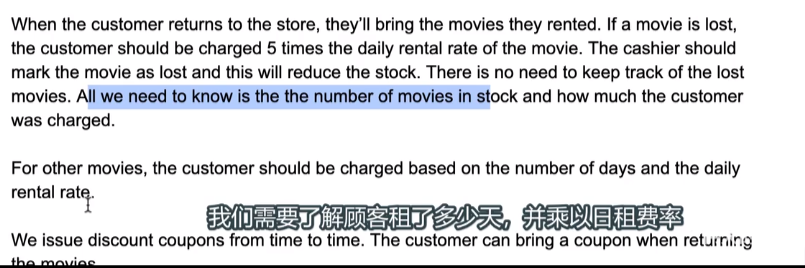 When the customer returns to the store, they'll bring the movies they rented. If a movie is lost,
the customer should be charged 5 times the daily rental rate of the movie. The cashier should
mark the movie as lost and this will reduce the stock. There is no need to keep track of the lost
movies. All we need to know is the the number of movies in stock and how much the customer
was charged.
For other movies, the customer should be charged based on the number of days and the daily
rental rate.
我们需要了解顾客租了多少天，并乘以日租费率
We issue discount coupons from time to time. The customer can bring a coupon when returning
the movies